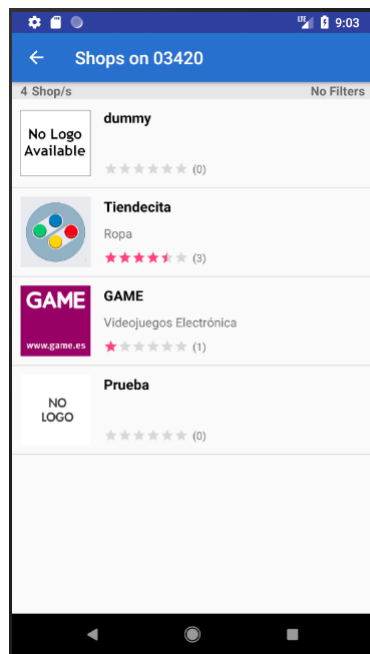 LTE 9:03
Shops on 03420
4 Shop/s No Filters
No Logo
Available
dummy
(0)
Tiendecita
Ropa
(3)
GAME
www.game.es
GAME
Videojuegos Electrónica
(1)
NO
LOGO
Prueba
(0)